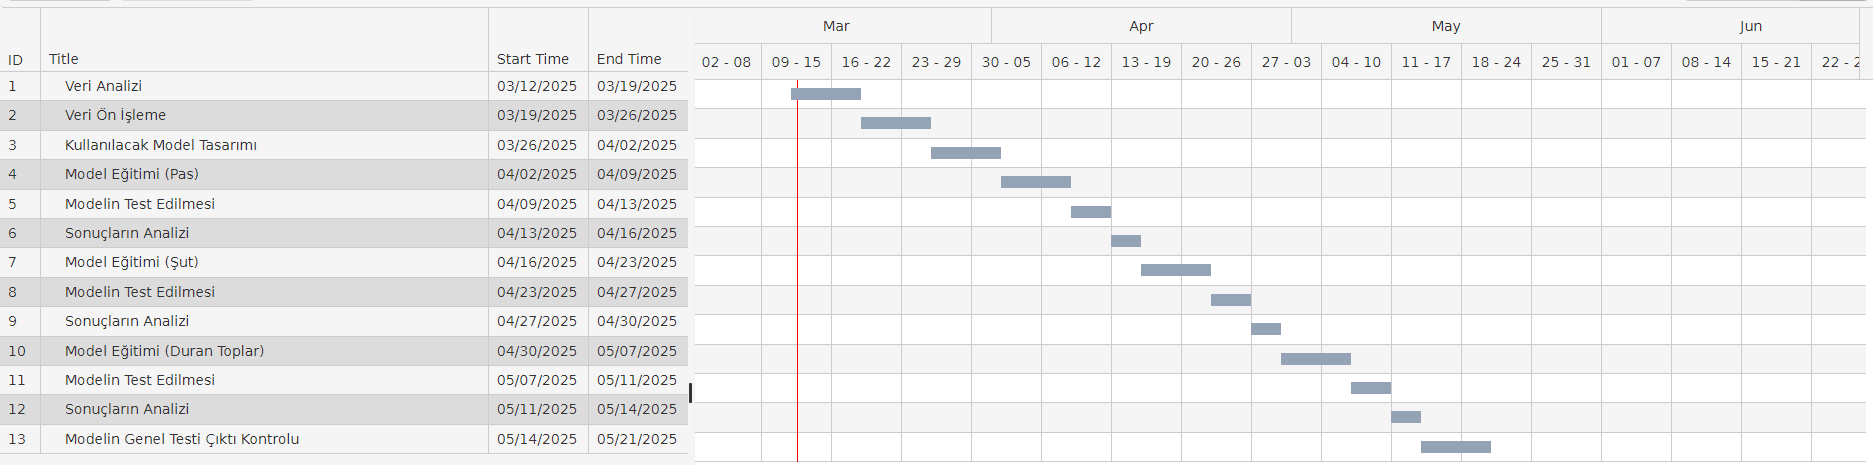 Mar Apr May Jun
ID Title Start Time End Time 02 - 08 09 - 15 16 - 22 23 - 29 30 - 05 06 - 12 13 - 19 20 - 26 27 - 03 04 - 10 11 - 17 18 - 24 25 - 31 01 - 07 08 - 14 15 - 21 22 -
1 Veri Analizi 03/12/2025 03/19/2025
2 Veri Ön İşleme 03/19/2025 03/26/2025
3 Kullanılacak Model Tasarımı 03/26/2025 04/02/2025
4 Model Eğitimi (Pas) 04/02/2025 04/09/2025
5 Modelin Test Edilmesi 04/09/2025 04/13/2025
6 Sonuçların Analizi 04/13/2025 04/16/2025
7 Model Eğitimi (Şut) 04/16/2025 04/23/2025
8 Modelin Test Edilmesi 04/23/2025 04/27/2025
9 Sonuçların Analizi 04/27/2025 04/30/2025
10 Model Eğitimi (Duran Toplar) 04/30/2025 05/07/2025
11 Modelin Test Edilmesi 05/07/2025 05/11/2025
12 Sonuçların Analizi 05/11/2025 05/14/2025
13 Modelin Genel Testi Çıktı Kontrolu 05/14/2025 05/21/2025